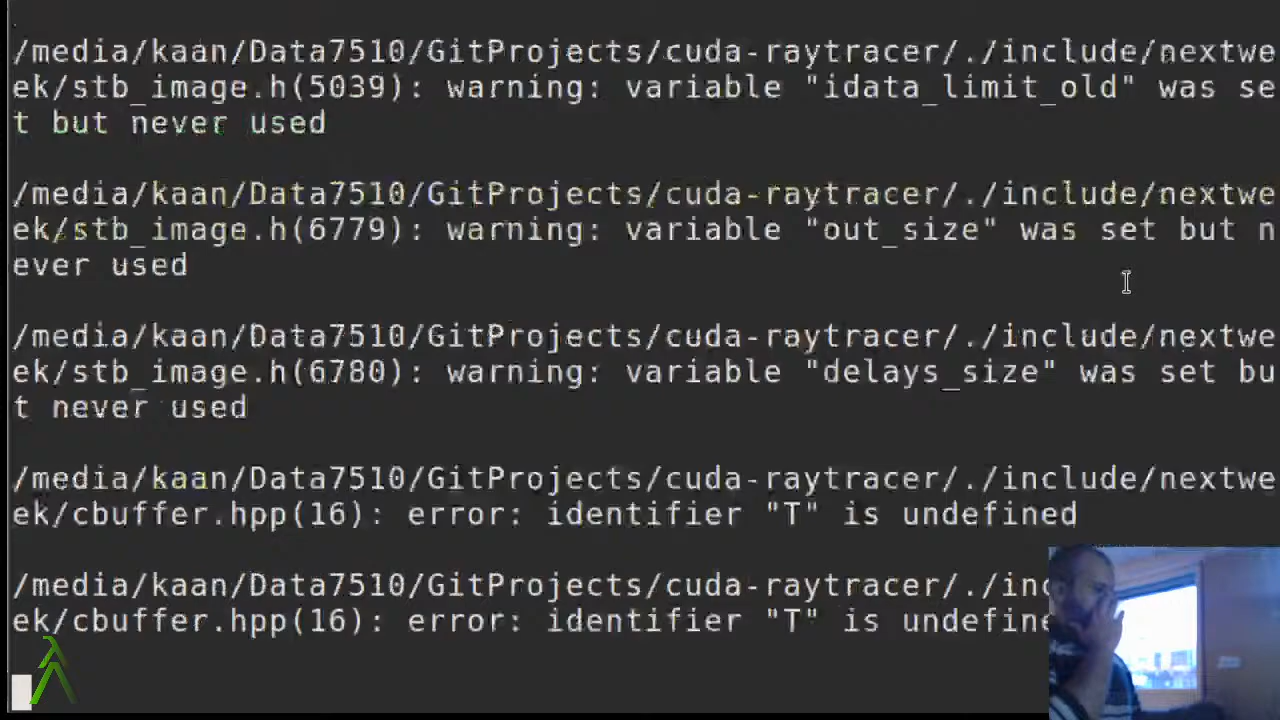 /media/kaan/Data7510/GitProjects/cuda-raytracer/./include/nextwe
ek/stb_image.h(5039): warning: variable "idata_limit_old" was se
t but never used
/media/kaan/Data7510/GitProjects/cuda-raytracer/./include/nextwe
ek/stb_image.h(6779): warning: variable "out_size" was set but n
ever used
/media/kaan/Data7510/GitProjects/cuda-raytracer/./include/nextwe
ek/stb_image.h(6780): warning: variable "delays_size" was set bu
t never used
/media/kaan/Data7510/GitProjects/cuda-raytracer/./include/nextwe
ek/cbuffer.hpp(16): error: identifier "T" is undefined
/media/kaan/Data7510/GitProjects/cuda-raytracer/./inc
ek/cbuffer.hpp(16): error: identifier "T" is undefine